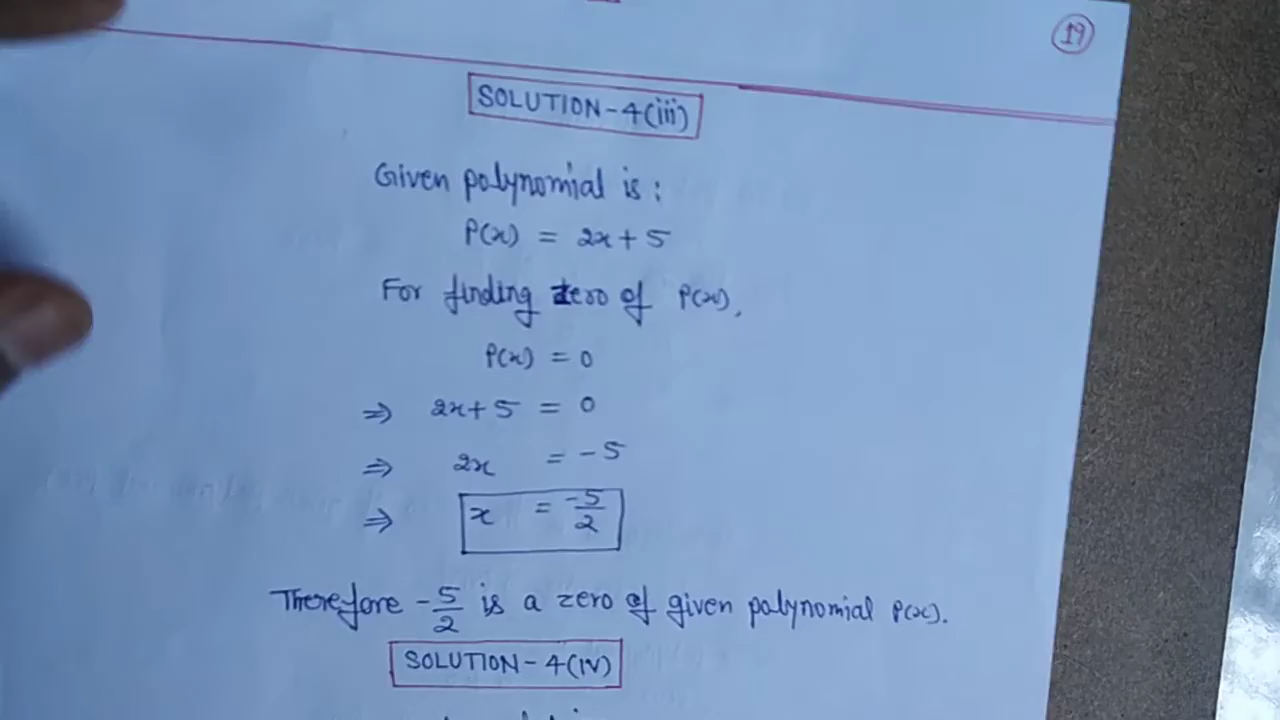 19
SOLUTION-4(iii)
Given polynomial is :
P(x) = 2x+5
For finding zero of P(x),
P(x) = 0
⇒ 2x+5 = 0
⇒ 2x = -5
⇒ x = -5/2
Therefore -5/2 is a zero of given polynomial P(x).
SOLUTION-4(iv)